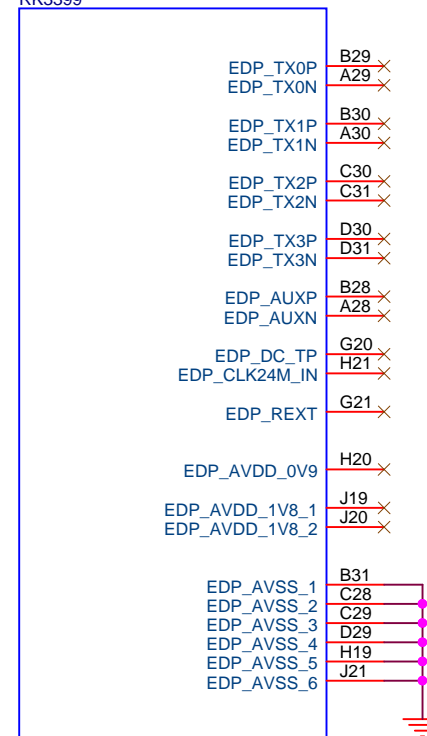 RK3399
EDP_TX0P B29
EDP_TX0N A29
EDP_TX1P B30
EDP_TX1N A30
EDP_TX2P C30
EDP_TX2N C31
EDP_TX3P D30
EDP_TX3N D31
EDP_AUXP B28
EDP_AUXN A28
EDP_DC_TP G20
EDP_CLK24M_IN H21
EDP_REXT G21
EDP_AVDD_0V9 H20
EDP_AVDD_1V8_1 J19
EDP_AVDD_1V8_2 J20
EDP_AVSS_1 B31
EDP_AVSS_2 C28
EDP_AVSS_3 C29
EDP_AVSS_4 D29
EDP_AVSS_5 H19
EDP_AVSS_6 J21